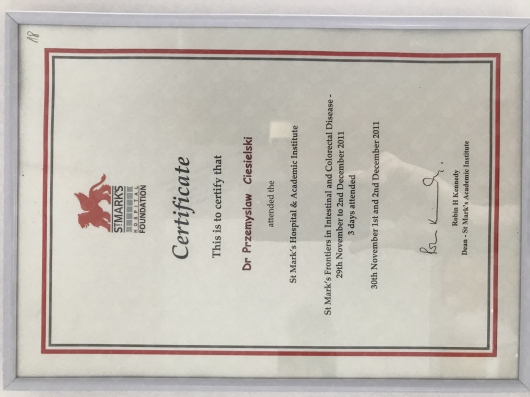 18
ST MARK'S
HOSPITAL
FOUNDATION
Certificate
This is to certify that
Dr Przemyslaw Ciesielski
attended the
St Mark's Hospital & Academic Institute
St Mark's Frontiers in Intestinal and Colorectal Disease -
29th November to 2nd December 2011
3 days attended
30th November 1st and 2nd December 2011
Robin H Kennedy
Dean - St Mark's Academic Institute